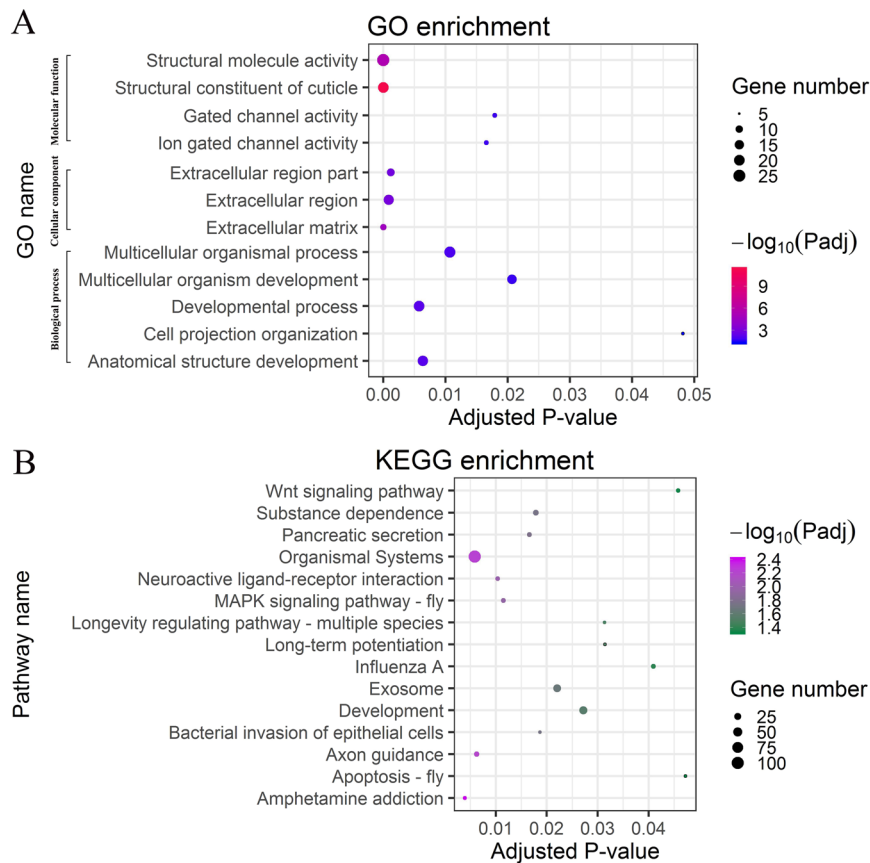 A
GO enrichment
GO name
Molecular function
Structural molecule activity
Structural constituent of cuticle
Gated channel activity
Ion gated channel activity
Cellular component
Extracellular region part
Extracellular region
Extracellular matrix
Biological process
Multicellular organismal process
Multicellular organism development
Developmental process
Cell projection organization
Anatomical structure development
0.00 0.01 0.02 0.03 0.04 0.05
Adjusted P-value
Gene number
5
10
15
20
25
−log10(Padj)
9
6
3
B
KEGG enrichment
Pathway name
Wnt signaling pathway
Substance dependence
Pancreatic secretion
Organismal Systems
Neuroactive ligand-receptor interaction
MAPK signaling pathway - fly
Longevity regulating pathway - multiple species
Long-term potentiation
Influenza A
Exosome
Development
Bacterial invasion of epithelial cells
Axon guidance
Apoptosis - fly
Amphetamine addiction
0.01 0.02 0.03 0.04
Adjusted P-value
−log10(Padj)
2.4
2.2
2.0
1.8
1.6
1.4
Gene number
25
50
75
100